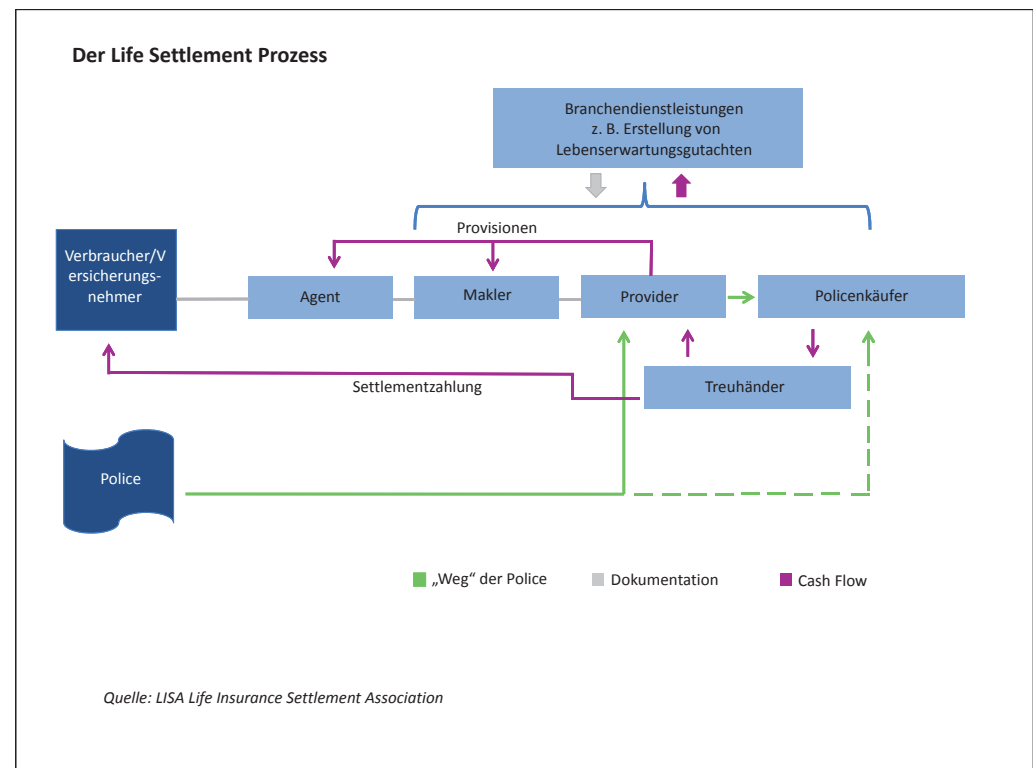 Der Life Settlement Prozess
Branchendienstleistungen
z. B. Erstellung von
Lebenserwartungsgutachten
Provisionen
Verbraucher/V
ersicherungs-
nehmer
Agent
Makler
Provider
Policenkäufer
Treuhänder
Settlementzahlung
Police
„Weg“ der Police
Dokumentation
Cash Flow
Quelle: LISA Life Insurance Settlement Association